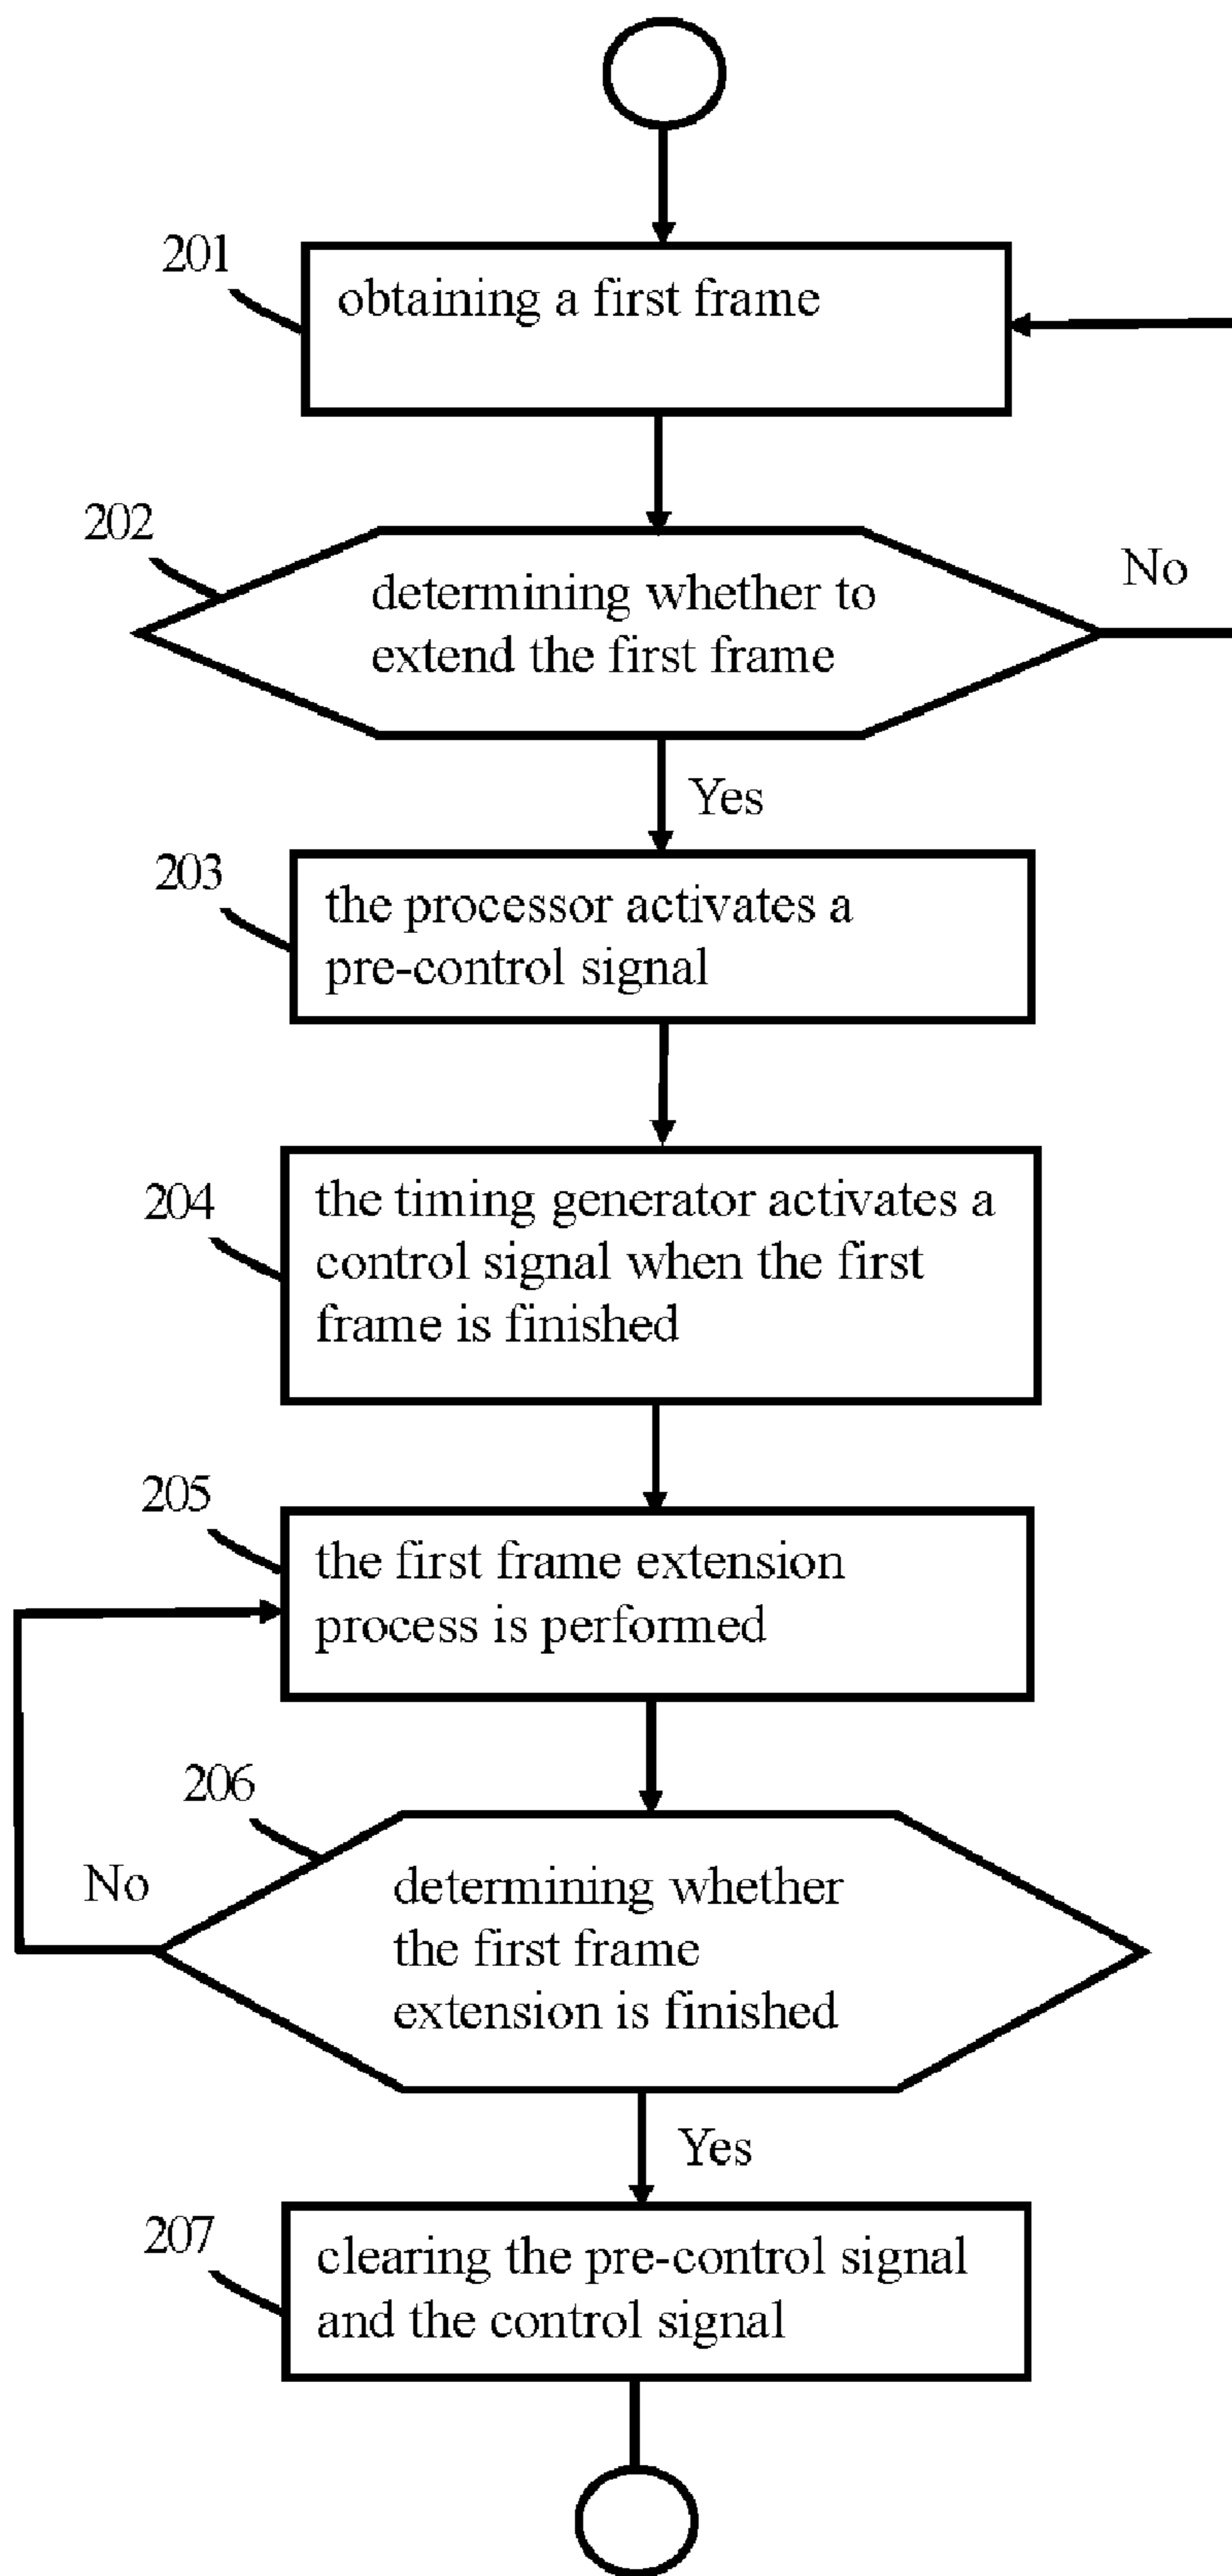 201
obtaining a first frame
202
determining whether to
extend the first frame
No
Yes
203
the processor activates a
pre-control signal
204
the timing generator activates a
control signal when the first
frame is finished
205
the first frame extension
process is performed
206
No
determining whether
the first frame
extension is finished
Yes
207
clearing the pre-control signal
and the control signal